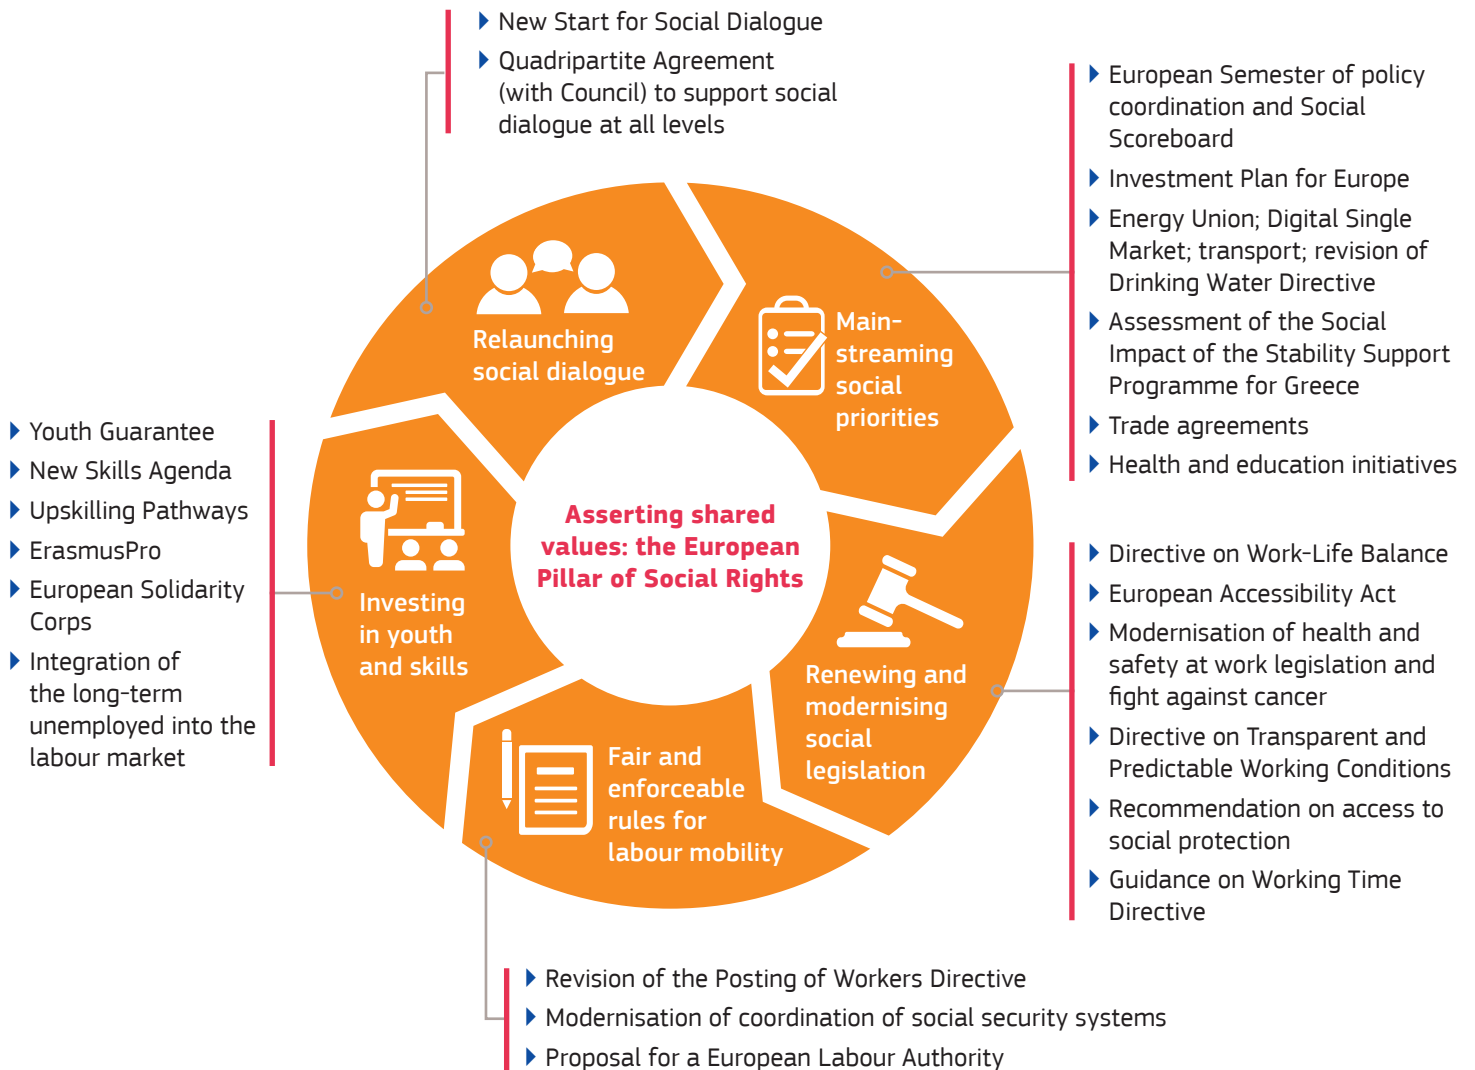 New Start for Social Dialogue
Quadripartite Agreement
(with Council) to support social
dialogue at all levels
European Semester of policy
coordination and Social
Scoreboard
Investment Plan for Europe
Energy Union; Digital Single
Market; transport; revision of
Drinking Water Directive
Assessment of the Social
Impact of the Stability Support
Programme for Greece
Trade agreements
Health and education initiatives
Relaunching
social dialogue
Main-
streaming
social
priorities
Youth Guarantee
New Skills Agenda
Upskilling Pathways
ErasmusPro
European Solidarity
Corps
Integration of
the long-term
unemployed into the
labour market
Investing
in youth
and skills
Asserting shared
values: the European
Pillar of Social Rights
Renewing and
modernising
social
legislation
Directive on Work-Life Balance
European Accessibility Act
Modernisation of health and
safety at work legislation and
fight against cancer
Directive on Transparent and
Predictable Working Conditions
Recommendation on access to
social protection
Guidance on Working Time
Directive
Fair and
enforceable
rules for
labour mobility
Revision of the Posting of Workers Directive
Modernisation of coordination of social security systems
Proposal for a European Labour Authority